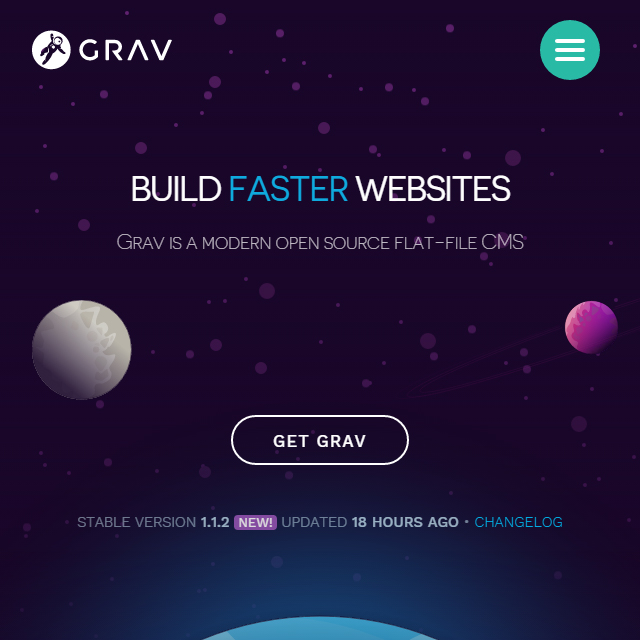 GRAV
BUILD FASTER WEBSITES
GRAV IS A MODERN OPEN SOURCE FLAT-FILE CMS
GET GRAV
STABLE VERSION 1.1.2 NEW! UPDATED 18 HOURS AGO • CHANGELOG